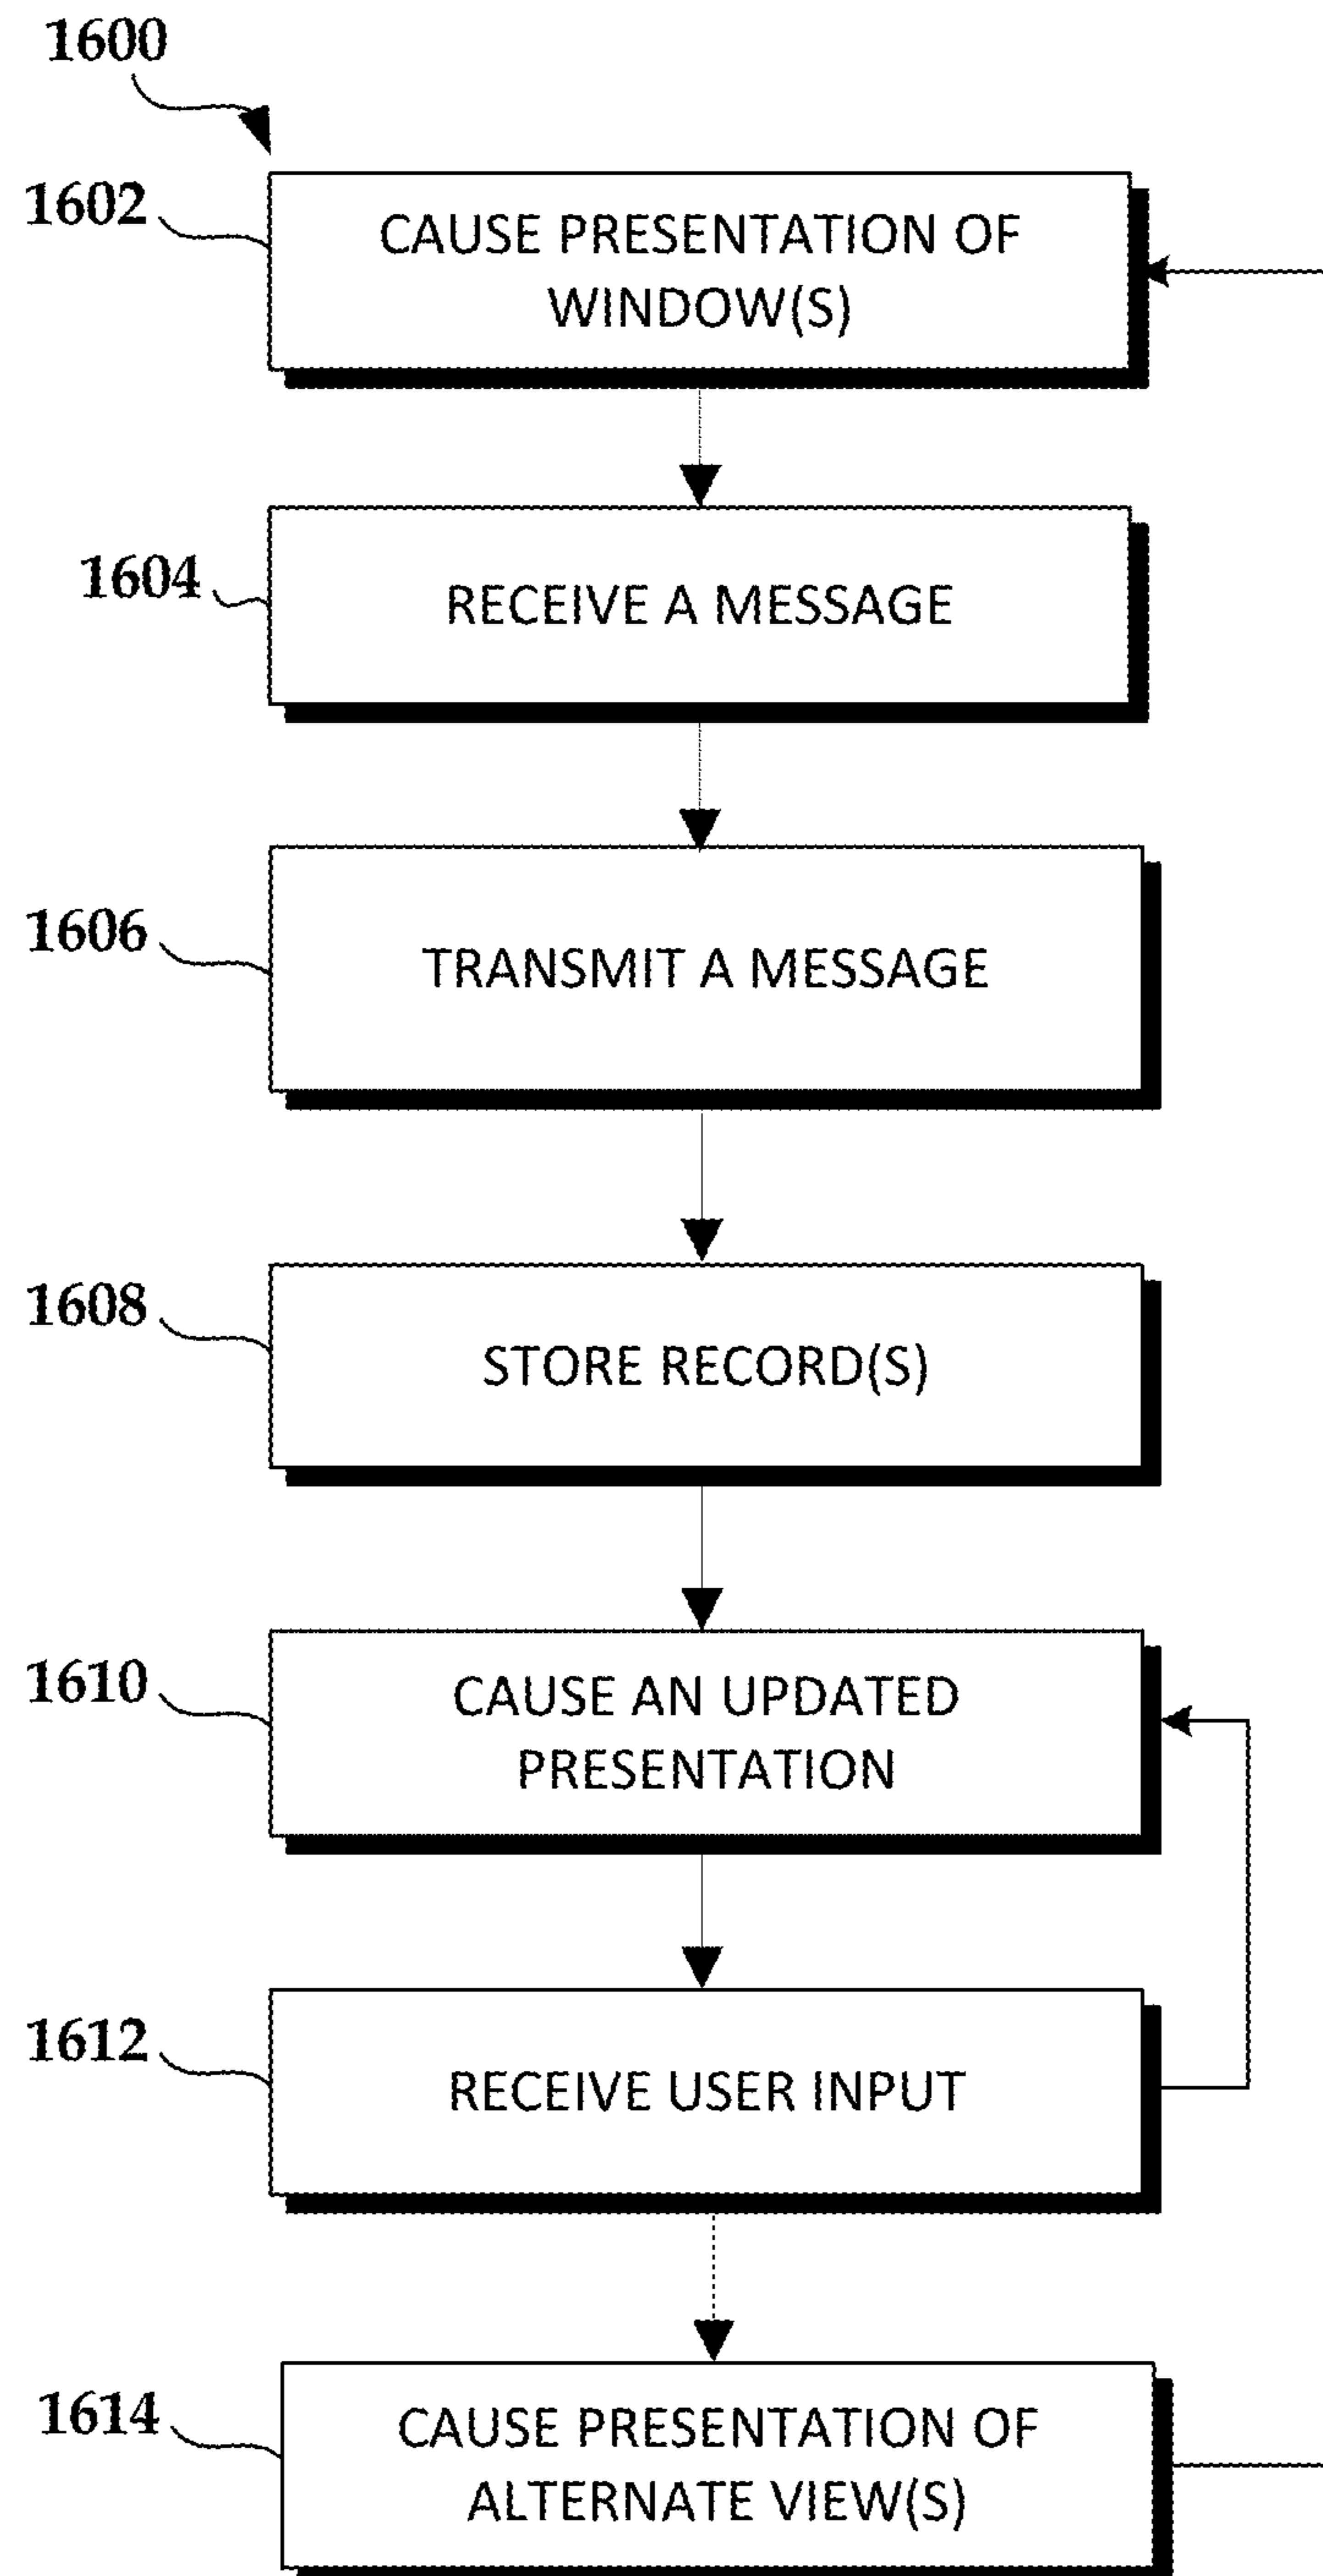 1600
1602
CAUSE PRESENTATION OF
WINDOW(S)
1604
RECEIVE A MESSAGE
1606
TRANSMIT A MESSAGE
1608
STORE RECORD(S)
1610
CAUSE AN UPDATED
PRESENTATION
1612
RECEIVE USER INPUT
1614
CAUSE PRESENTATION OF
ALTERNATE VIEW(S)